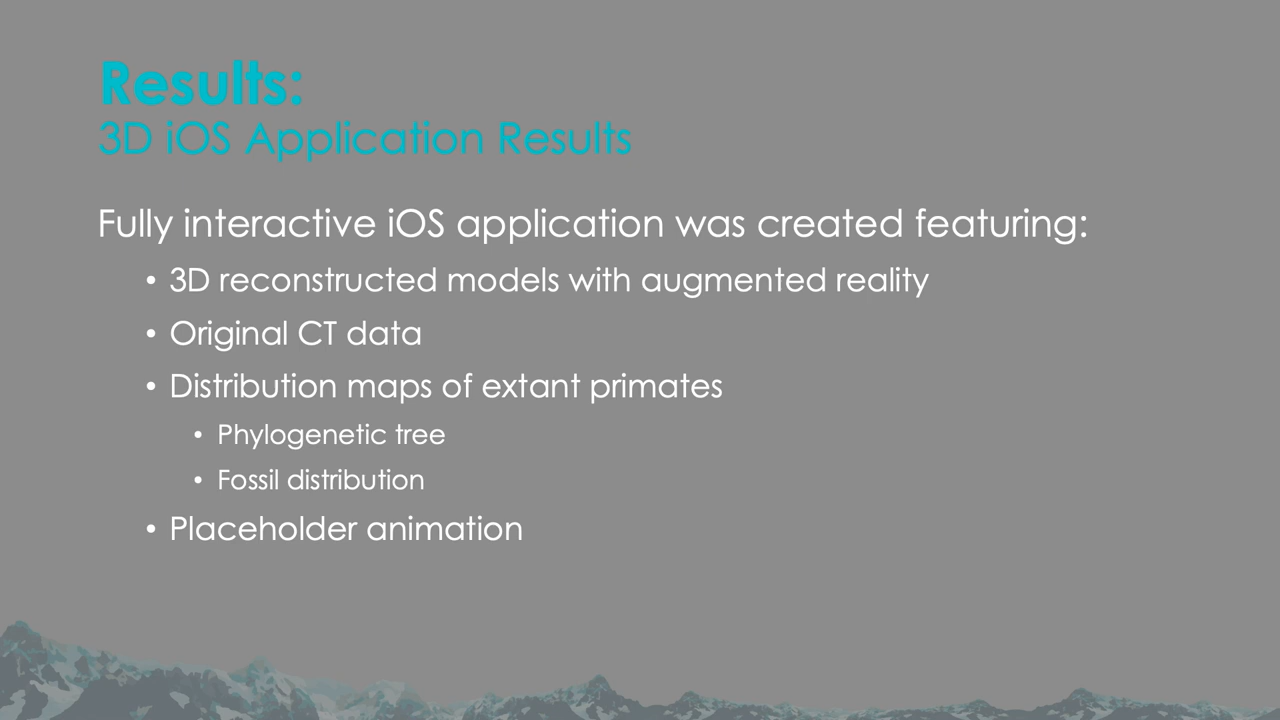 Results:
3D iOS Application Results
Fully interactive iOS application was created featuring:
• 3D reconstructed models with augmented reality
• Original CT data
• Distribution maps of extant primates
• Phylogenetic tree
• Fossil distribution
• Placeholder animation